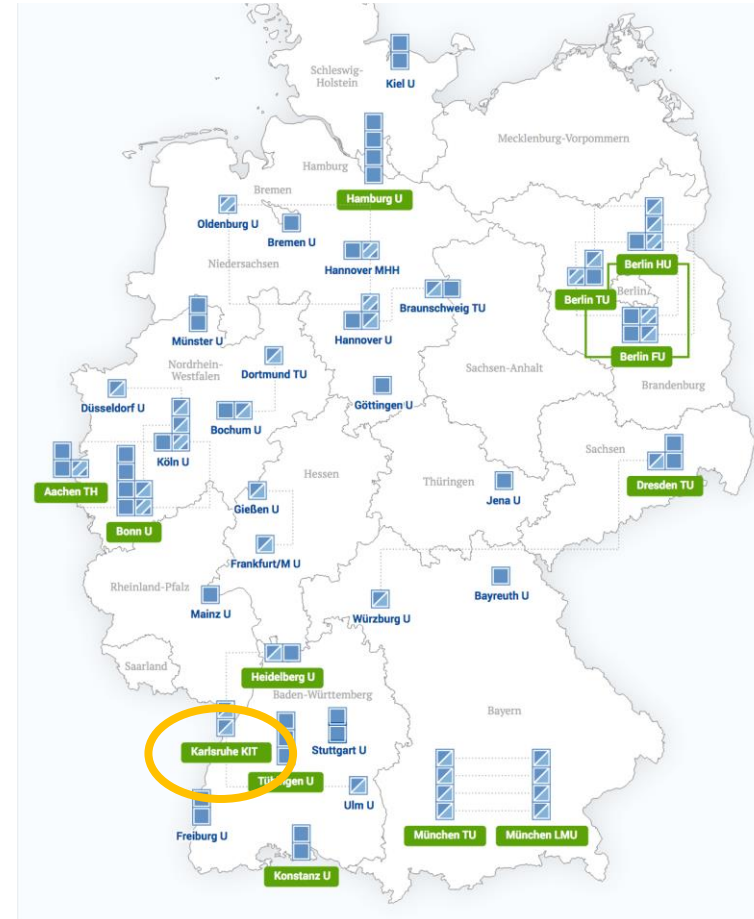 Schleswig-
Holstein
Kiel U
Mecklenburg-Vorpommern
Hamburg
Hamburg U
Bremen
Oldenburg U
Bremen U
Niedersachsen
Hannover MHH
Berlin HU
Berlin
Berlin TU
Braunschweig TU
Hannover U
Münster U
Berlin FU
Nordrhein-
Westfalen
Dortmund TU
Sachsen-Anhalt
Brandenburg
Düsseldorf U
Göttingen U
Bochum U
Köln U
Sachsen
Hessen
Thüringen
Aachen TH
Dresden TU
Jena U
Gießen U
Bonn U
Frankfurt/M U
Rheinland-Pfalz
Bayreuth U
Mainz U
Würzburg U
Saarland
Heidelberg U
Baden-Württemberg
Bayern
Karlsruhe KIT
Stuttgart U
Tübingen U
Ulm U
Freiburg U
München TU
München LMU
Konstanz U